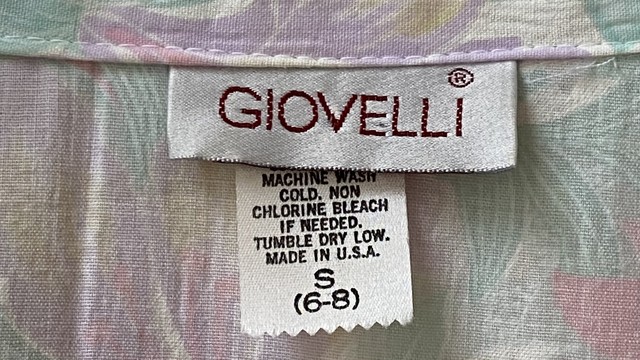 GIOVELLi®
MACHINE WASH
COLD. NON
CHLORINE BLEACH
IF NEEDED.
TUMBLE DRY LOW.
MADE IN U.S.A.
S
(6-8)